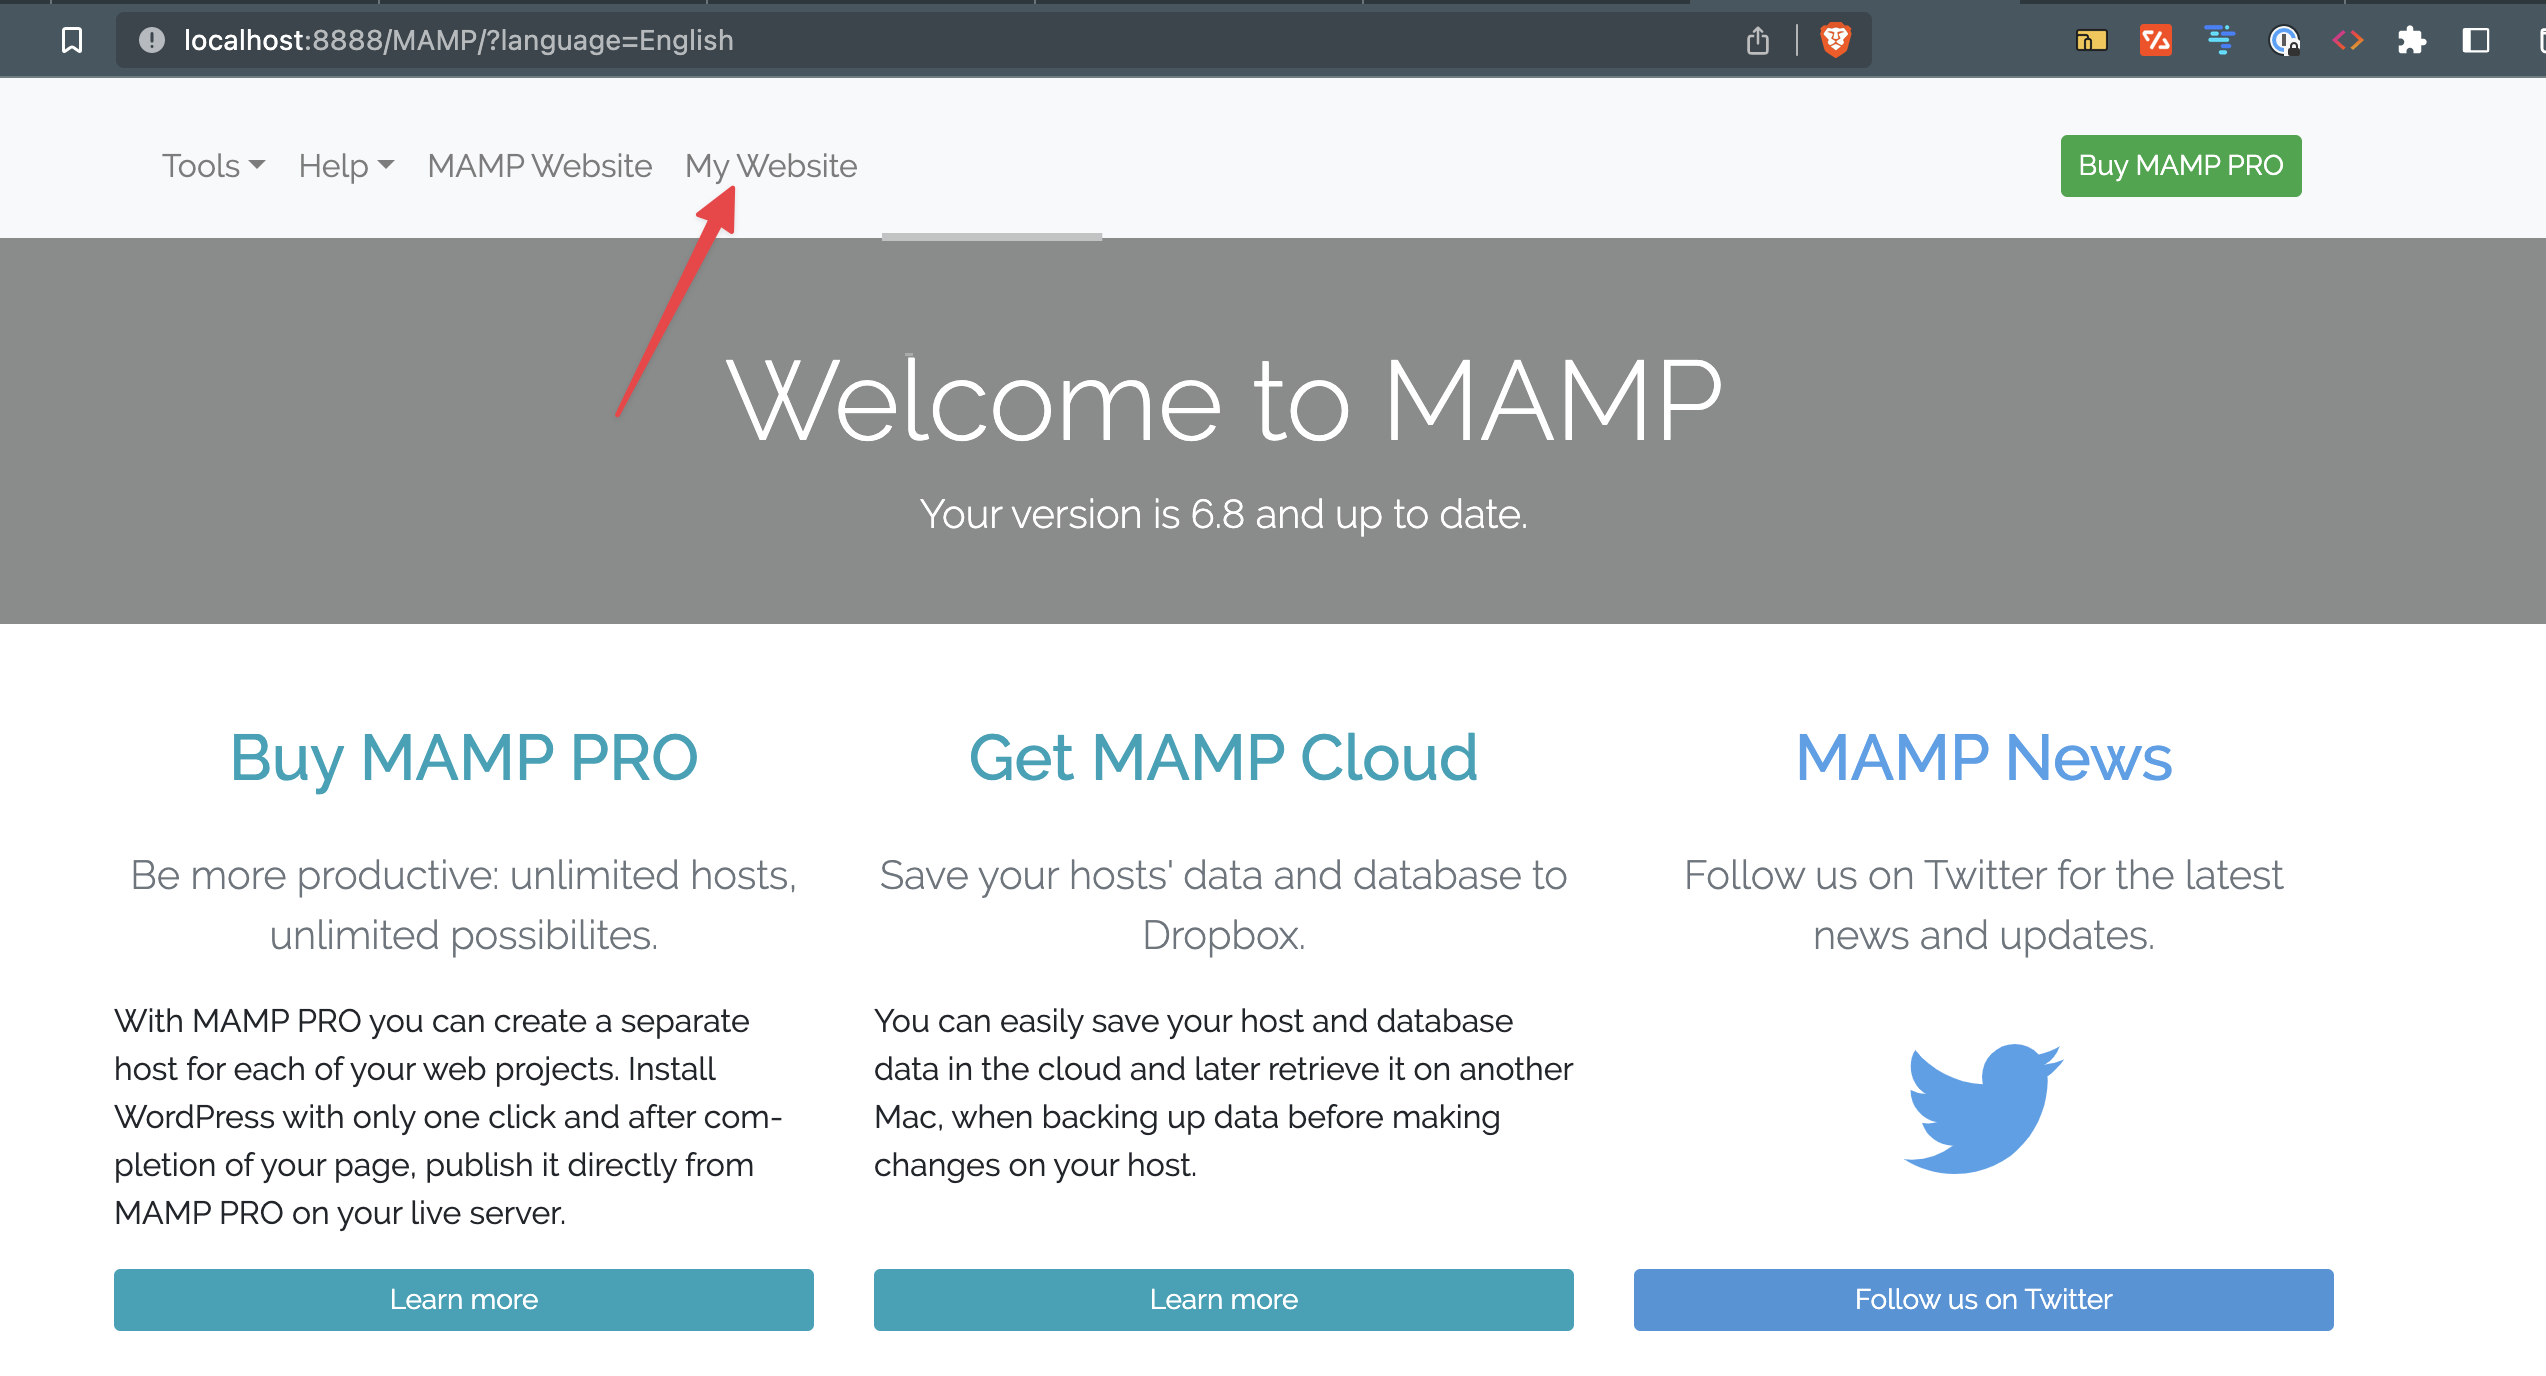 localhost:8888/MAMP/?language=English
Tools Help MAMP Website My Website
Buy MAMP PRO
Welcome to MAMP
Your version is 6.8 and up to date.
Buy MAMP PRO
Be more productive: unlimited hosts,
unlimited possibilites.
With MAMP PRO you can create a separate
host for each of your web projects. Install
WordPress with only one click and after com-
pletion of your page, publish it directly from
MAMP PRO on your live server.
Learn more
Get MAMP Cloud
Save your hosts' data and database to
Dropbox.
You can easily save your host and database
data in the cloud and later retrieve it on another
Mac, when backing up data before making
changes on your host.
Learn more
MAMP News
Follow us on Twitter for the latest
news and updates.
Follow us on Twitter